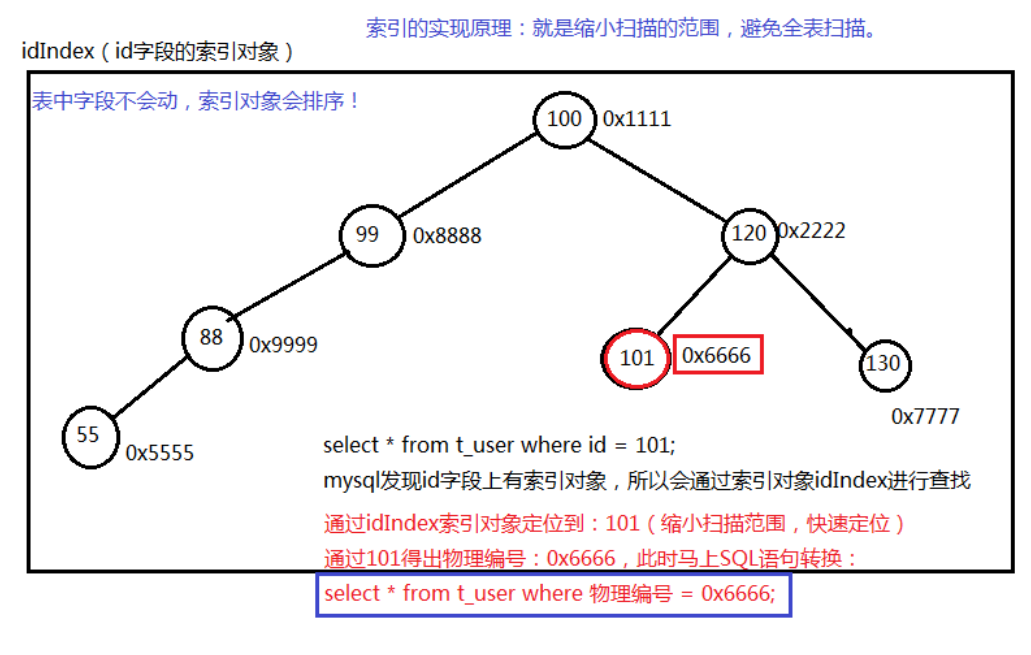 索引的实现原理：就是缩小扫描的范围，避免全表扫描。
idIndex（id字段的索引对象）
表中字段不会动，索引对象会排序！
100 0x1111
99 0x8888
120 0x2222
88 0x9999
101 0x6666
130
0x7777
55 0x5555
select * from t_user where id = 101;
mysql发现id字段上有索引对象，所以会通过索引对象idIndex进行查找
通过idIndex索引对象定位到：101（缩小扫描范围，快速定位）
通过101得出物理编号：0x6666，此时马上SQL语句转换：
select * from t_user where 物理编号 = 0x6666;